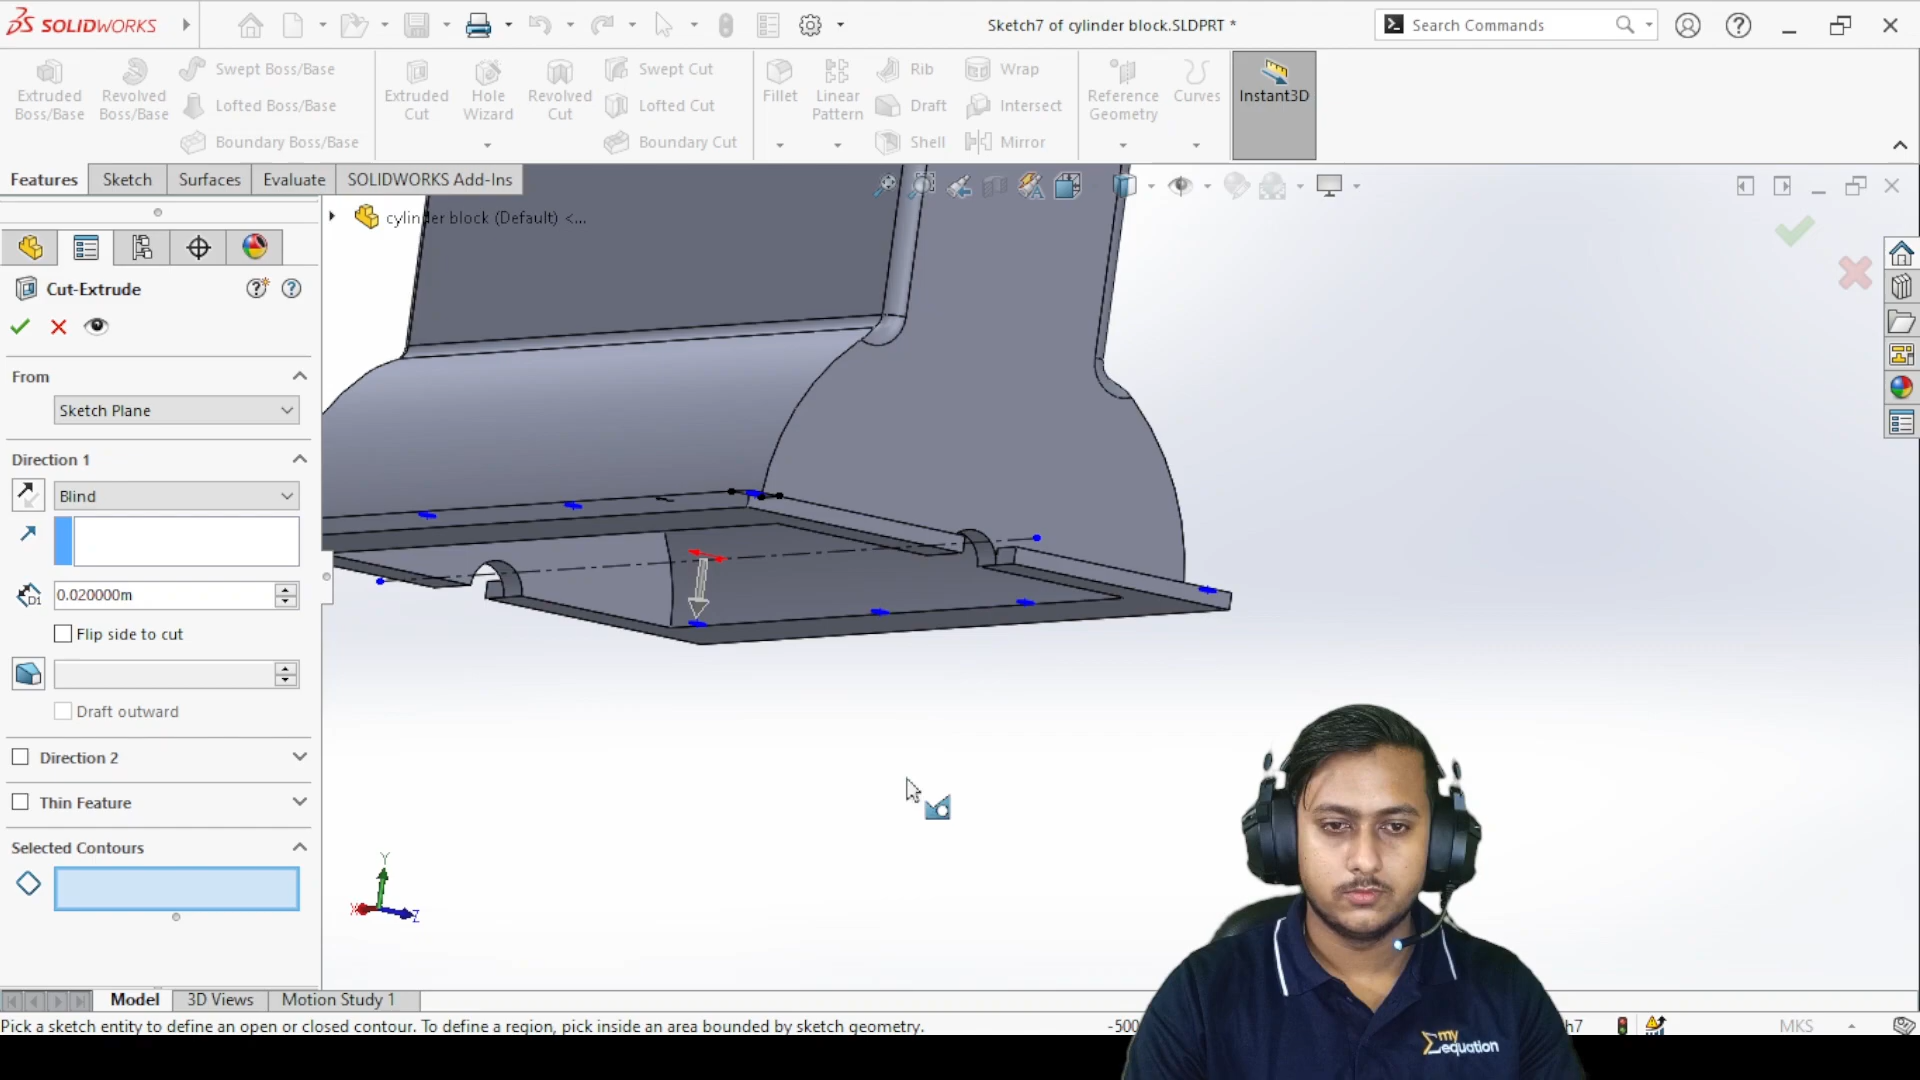 SOLIDWORKS
Sketch7 of cylinder block.SLDPRT *
Search Commands
Extruded Boss/Base
Revolved Boss/Base
Swept Boss/Base
Lofted Boss/Base
Boundary Boss/Base
Extruded Cut
Hole Wizard
Revolved Cut
Swept Cut
Lofted Cut
Boundary Cut
Fillet
Linear Pattern
Rib
Draft
Shell
Wrap
Intersect
Mirror
Reference Geometry
Curves
Instant3D
Features
Sketch
Surfaces
Evaluate
SOLIDWORKS Add-Ins
cylinder block (Default) <...
Cut-Extrude
From
Sketch Plane
Direction 1
Blind
D1
0.020000m
Flip side to cut
Draft outward
Direction 2
Thin Feature
Selected Contours
Y
X
Z
Model
3D Views
Motion Study 1
Pick a sketch entity to define an open or closed contour. To define a region, pick inside an area bounded by sketch geometry.
-500
h7
MKS
my
equation